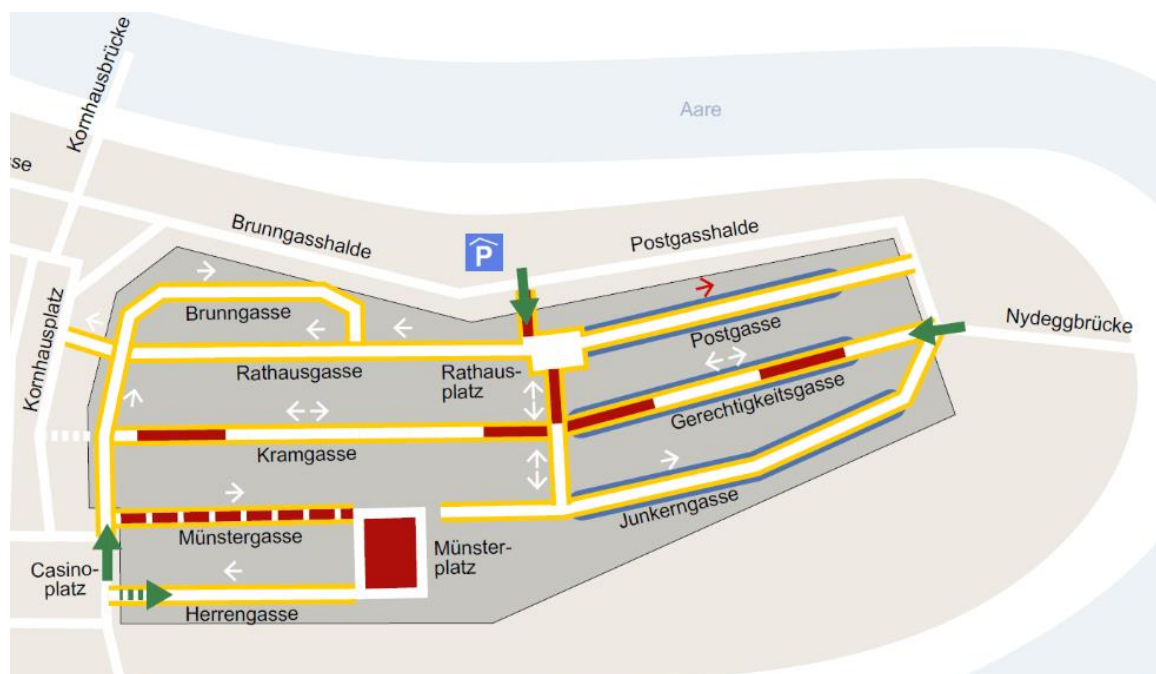 Kornhausbrücke
Aare
sse
Brunngasshalde
P
Postgasshalde
Kornhausplatz
Brunngasse
Postgasse
Nydeggbrücke
Rathausgasse
Rathaus-
platz
Gerechtigkeitsgasse
Kramgasse
Junkerngasse
Münstergasse
Münster-
platz
Casino-
platz
Herrengasse